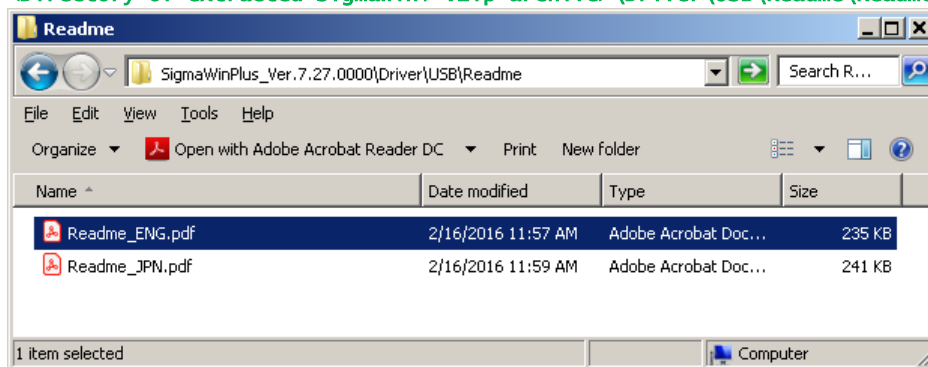 Readme
SigmaWinPlus_Ver.7.27.0000\Driver\USB\Readme
Search R...
File Edit View Tools Help
Organize Open with Adobe Acrobat Reader DC Print New folder
Name Date modified Type Size
Readme_ENG.pdf 2/16/2016 11:57 AM Adobe Acrobat Doc... 235 KB
Readme_JPN.pdf 2/16/2016 11:59 AM Adobe Acrobat Doc... 241 KB
1 item selected Computer